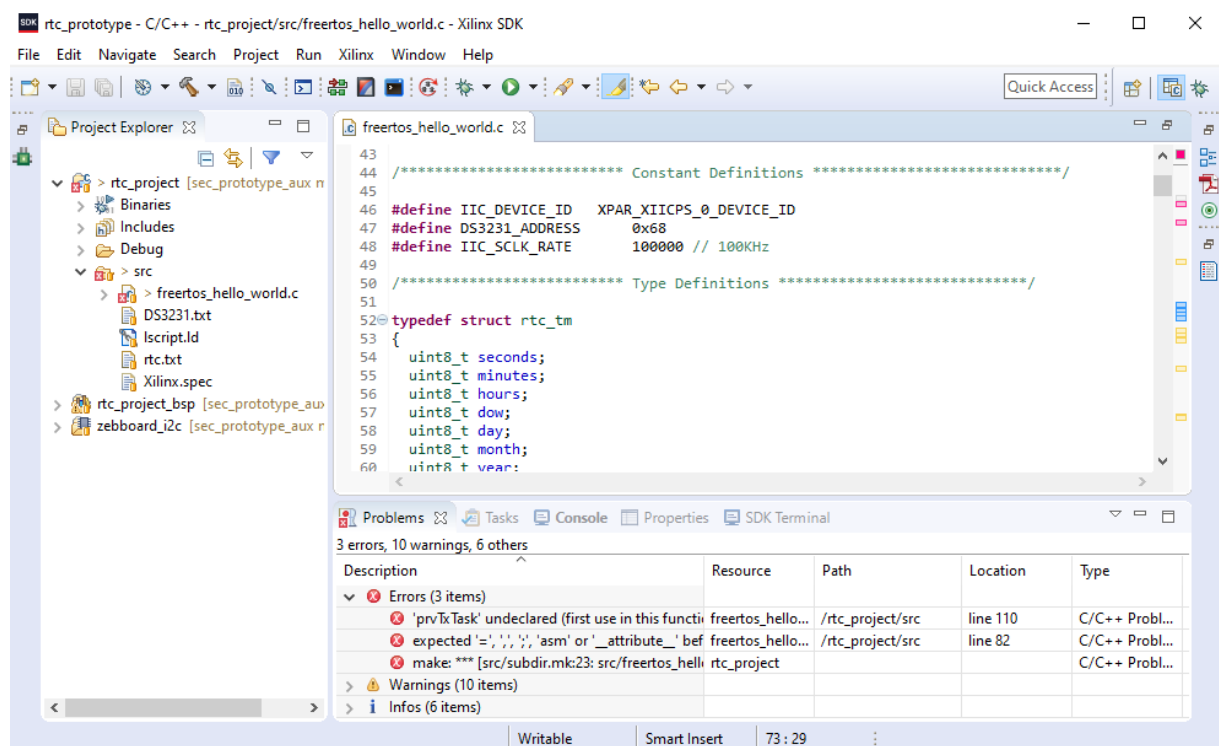 SDK rtc_prototype - C/C++ - rtc_project/src/freertos_hello_world.c - Xilinx SDK
File Edit Navigate Search Project Run Xilinx Window Help
Quick Access
Project Explorer
> rtc_project [sec_prototype_aux m
Binaries
Includes
Debug
> src
> freertos_hello_world.c
DS3231.txt
lscript.ld
rtc.txt
Xilinx.spec
rtc_project_bsp [sec_prototype_aux
zebboard_i2c [sec_prototype_aux r
freertos_hello_world.c
43
44 /************************** Constant Definitions *****************************/
45
46 #define IIC_DEVICE_ID   XPAR_XIICPS_0_DEVICE_ID
47 #define DS3231_ADDRESS      0x68
48 #define IIC_SCLK_RATE       100000 // 100KHz
49
50 /************************** Type Definitions *****************************/
51
52 typedef struct rtc_tm
53 {
54   uint8_t seconds;
55   uint8_t minutes;
56   uint8_t hours;
57   uint8_t dow;
58   uint8_t day;
59   uint8_t month;
60   uint8_t year;
Problems Tasks Console Properties SDK Terminal
3 errors, 10 warnings, 6 others
Description Resource Path Location Type
Errors (3 items)
'prvTxTask' undeclared (first use in this functi freertos_hello... /rtc_project/src line 110 C/C++ Probl...
expected '=', ',', ';', 'asm' or '__attribute__' bef freertos_hello... /rtc_project/src line 82 C/C++ Probl...
make: *** [src/subdir.mk:23: src/freertos_hell rtc_project C/C++ Probl...
Warnings (10 items)
Infos (6 items)
Writable Smart Insert 73 : 29